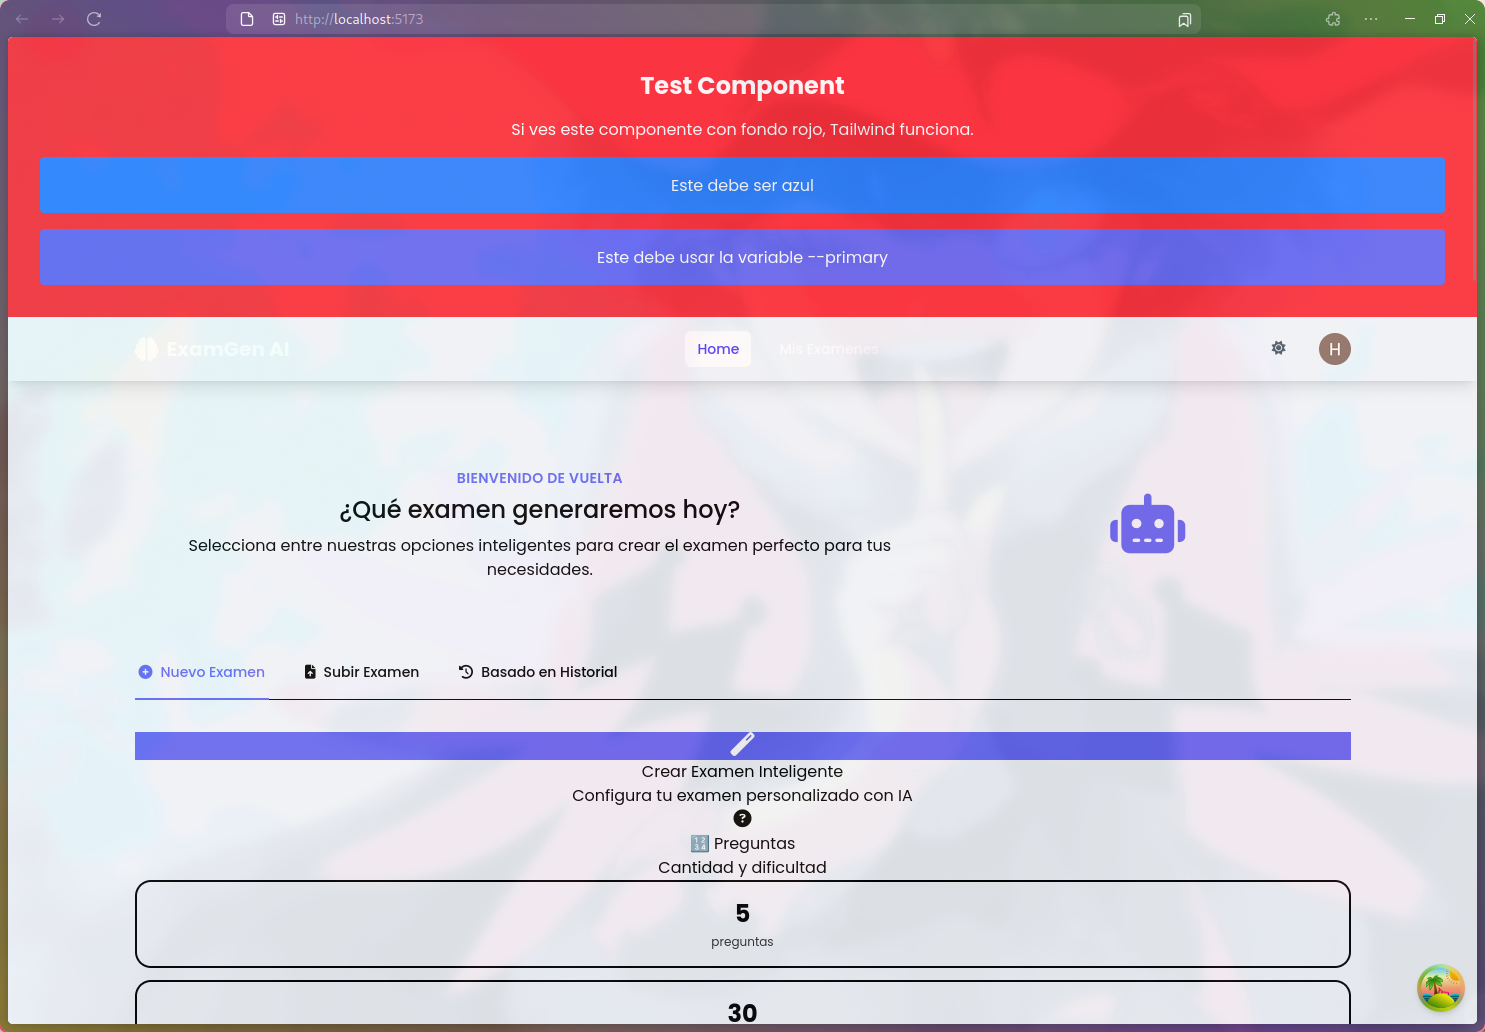 http://localhost:5173
Test Component
Si ves este componente con fondo rojo, Tailwind funciona.
Este debe ser azul
Este debe usar la variable --primary
ExamGen AI
Home
Mis Examenes
H
BIENVENIDO DE VUELTA
¿Qué examen generaremos hoy?
Selecciona entre nuestras opciones inteligentes para crear el examen perfecto para tus
necesidades.
Nuevo Examen
Subir Examen
Basado en Historial
Crear Examen Inteligente
Configura tu examen personalizado con IA
🔢 Preguntas
Cantidad y dificultad
5
preguntas
30